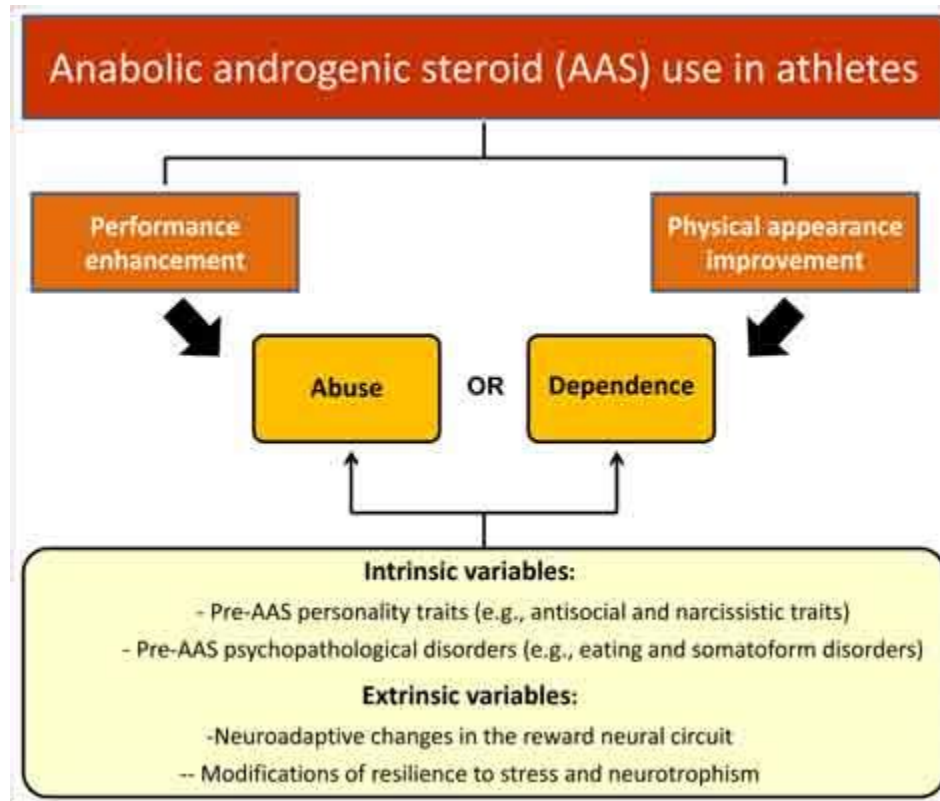 Anabolic androgenic steroid (AAS) use in athletes
Performance
enhancement
Physical appearance
improvement
Abuse
OR
Dependence
Intrinsic variables:
- Pre-AAS personality traits (e.g., antisocial and narcissistic traits)
- Pre-AAS psychopathological disorders (e.g., eating and somatoform disorders)
Extrinsic variables:
-Neuroadaptive changes in the reward neural circuit
-- Modifications of resilience to stress and neurotrophism